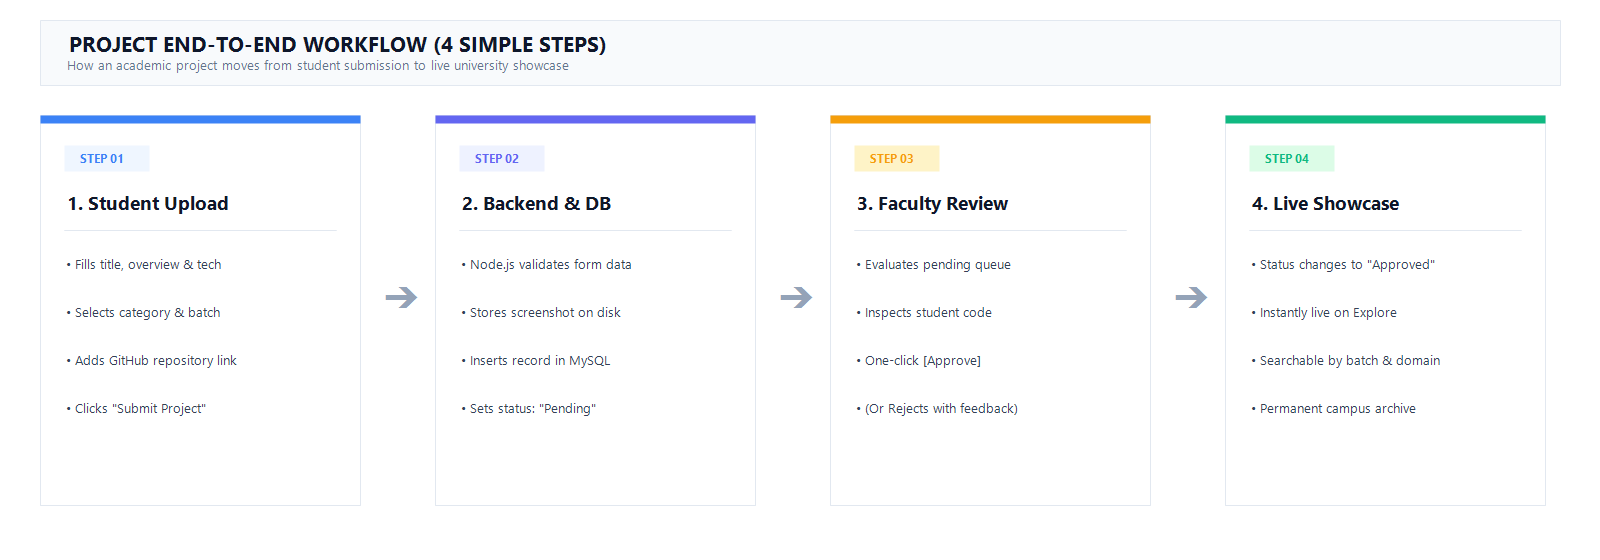 PROJECT END-TO-END WORKFLOW (4 SIMPLE STEPS)
How an academic project moves from student submission to live university showcase
STEP 01
1. Student Upload
• Fills title, overview & tech
• Selects category & batch
• Adds GitHub repository link
• Clicks "Submit Project"
STEP 02
2. Backend & DB
• Node.js validates form data
• Stores screenshot on disk
• Inserts record in MySQL
• Sets status: "Pending"
STEP 03
3. Faculty Review
• Evaluates pending queue
• Inspects student code
• One-click [Approve]
• (Or Rejects with feedback)
STEP 04
4. Live Showcase
• Status changes to "Approved"
• Instantly live on Explore
• Searchable by batch & domain
• Permanent campus archive